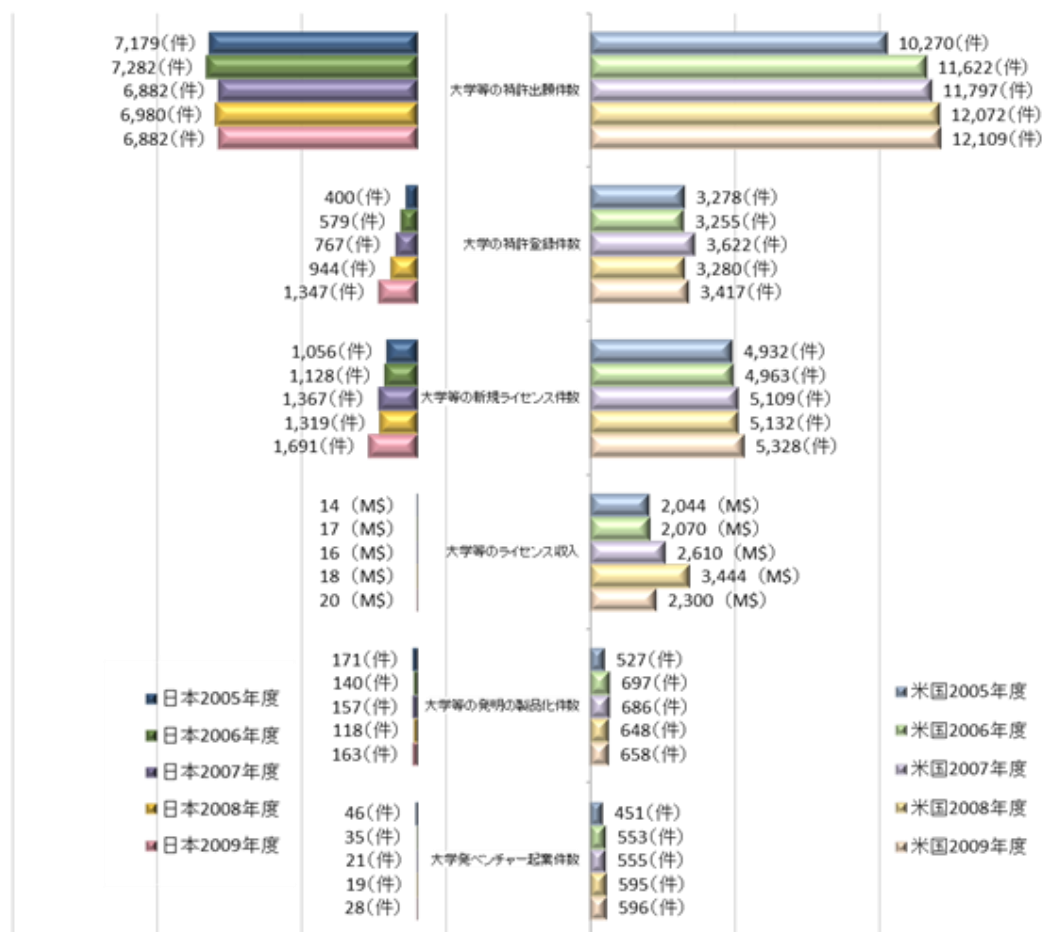 7,179(件)
7,282(件)
6,882(件)
6,980(件)
6,882(件)
大学等の特許出願件数
10,270(件)
11,622(件)
11,797(件)
12,072(件)
12,109(件)
400(件)
579(件)
767(件)
944(件)
1,347(件)
大学の特許登録件数
3,278(件)
3,255(件)
3,622(件)
3,280(件)
3,417(件)
1,056(件)
1,128(件)
1,367(件)
1,319(件)
1,691(件)
大学等の新規ライセンス件数
4,932(件)
4,963(件)
5,109(件)
5,132(件)
5,328(件)
14 (M$)
17 (M$)
16 (M$)
18 (M$)
20 (M$)
大学等のライセンス収入
2,044 (M$)
2,070 (M$)
2,610 (M$)
3,444 (M$)
2,300 (M$)
171(件)
140(件)
157(件)
118(件)
163(件)
大学等の発明の製品化件数
527(件)
697(件)
686(件)
648(件)
658(件)
46(件)
35(件)
21(件)
19(件)
28(件)
大学発ベンチャー起業件数
451(件)
553(件)
555(件)
595(件)
596(件)
日本2005年度
日本2006年度
日本2007年度
日本2008年度
日本2009年度
米国2005年度
米国2006年度
米国2007年度
米国2008年度
米国2009年度